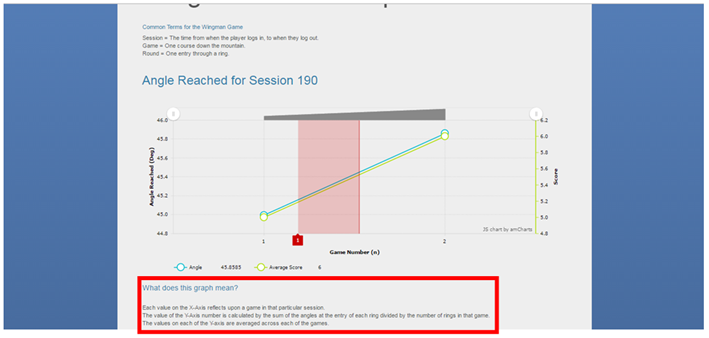 Common Terms for the Wingman Game
Session = The time from when the player logs in, to when they log out.
Game = One course down the mountain.
Round = One entry through a ring.
Angle Reached for Session 190
46.0
45.8
45.6
45.4
45.2
45.0
44.8
Angle Reached (Deg)
6.2
6.0
5.8
5.6
5.4
5.2
5.0
4.8
Score
JS chart by amCharts
1
1
2
Game Number (n)
Angle 45.8585 Average Score 6
What does this graph mean?
Each value on the X-Axis reflects upon a game in that particular session.
The value of the Y-Axis number is calculated by the sum of the angles at the entry of each ring divided by the number of rings in that game.
The values on each of the Y-axis are averaged across each of the games.